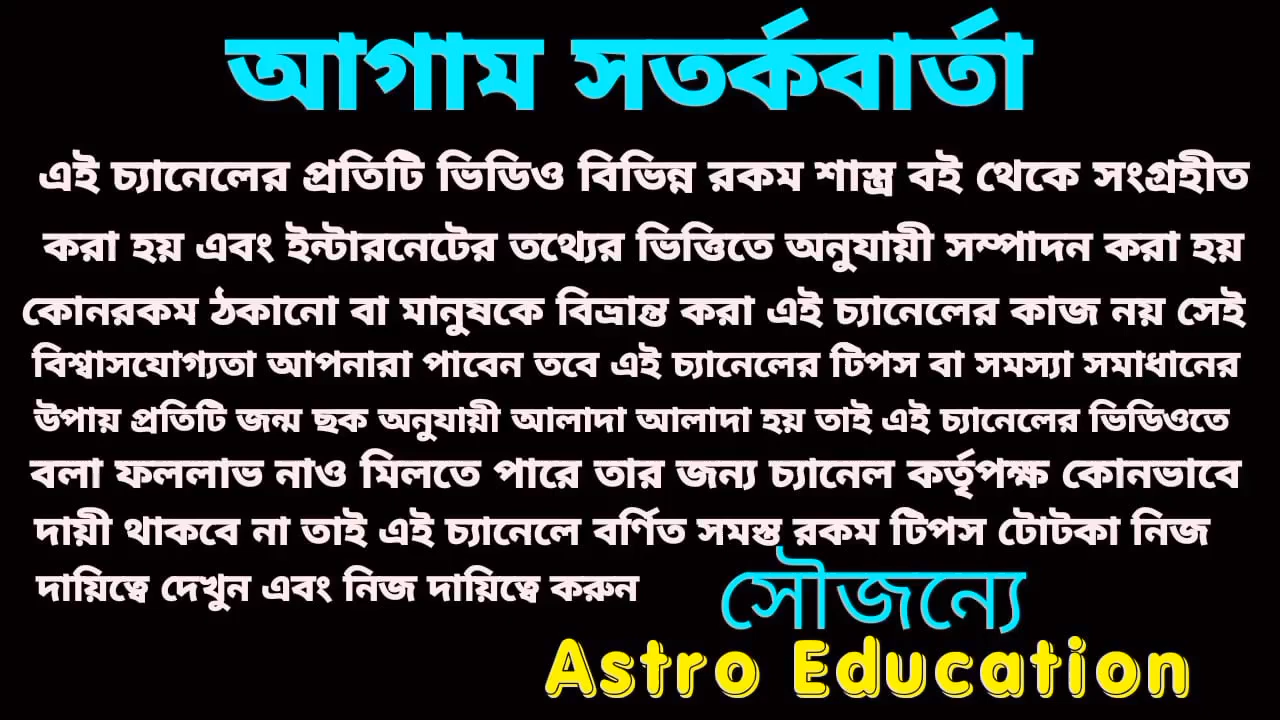 আগাম সতর্কবার্তা
এই চ্যানেলের প্রতিটি ভিডিও বিভিন্ন রকম শাস্ত্র বই থেকে সংগ্রহীত
করা হয় এবং ইন্টারনেটের তথ্যের ভিত্তিতে অনুযায়ী সম্পাদন করা হয়
কোনরকম ঠকানো বা মানুষকে বিভ্রান্ত করা এই চ্যানেলের কাজ নয় সেই
বিশ্বাসযোগ্যতা আপনারা পাবেন তবে এই চ্যানেলের টিপস বা সমস্যা সমাধানের
উপায় প্রতিটি জন্ম ছক অনুযায়ী আলাদা আলাদা হয় তাই এই চ্যানেলের ভিডিওতে
বলা ফললাভ নাও মিলতে পারে তার জন্য চ্যানেল কর্তৃপক্ষ কোনভাবে
দায়ী থাকবে না তাই এই চ্যানেলে বর্ণিত সমস্ত রকম টিপস টোটকা নিজ
দায়িত্বে দেখুন এবং নিজ দায়িত্বে করুন
সৌজন্যে
Astro Education